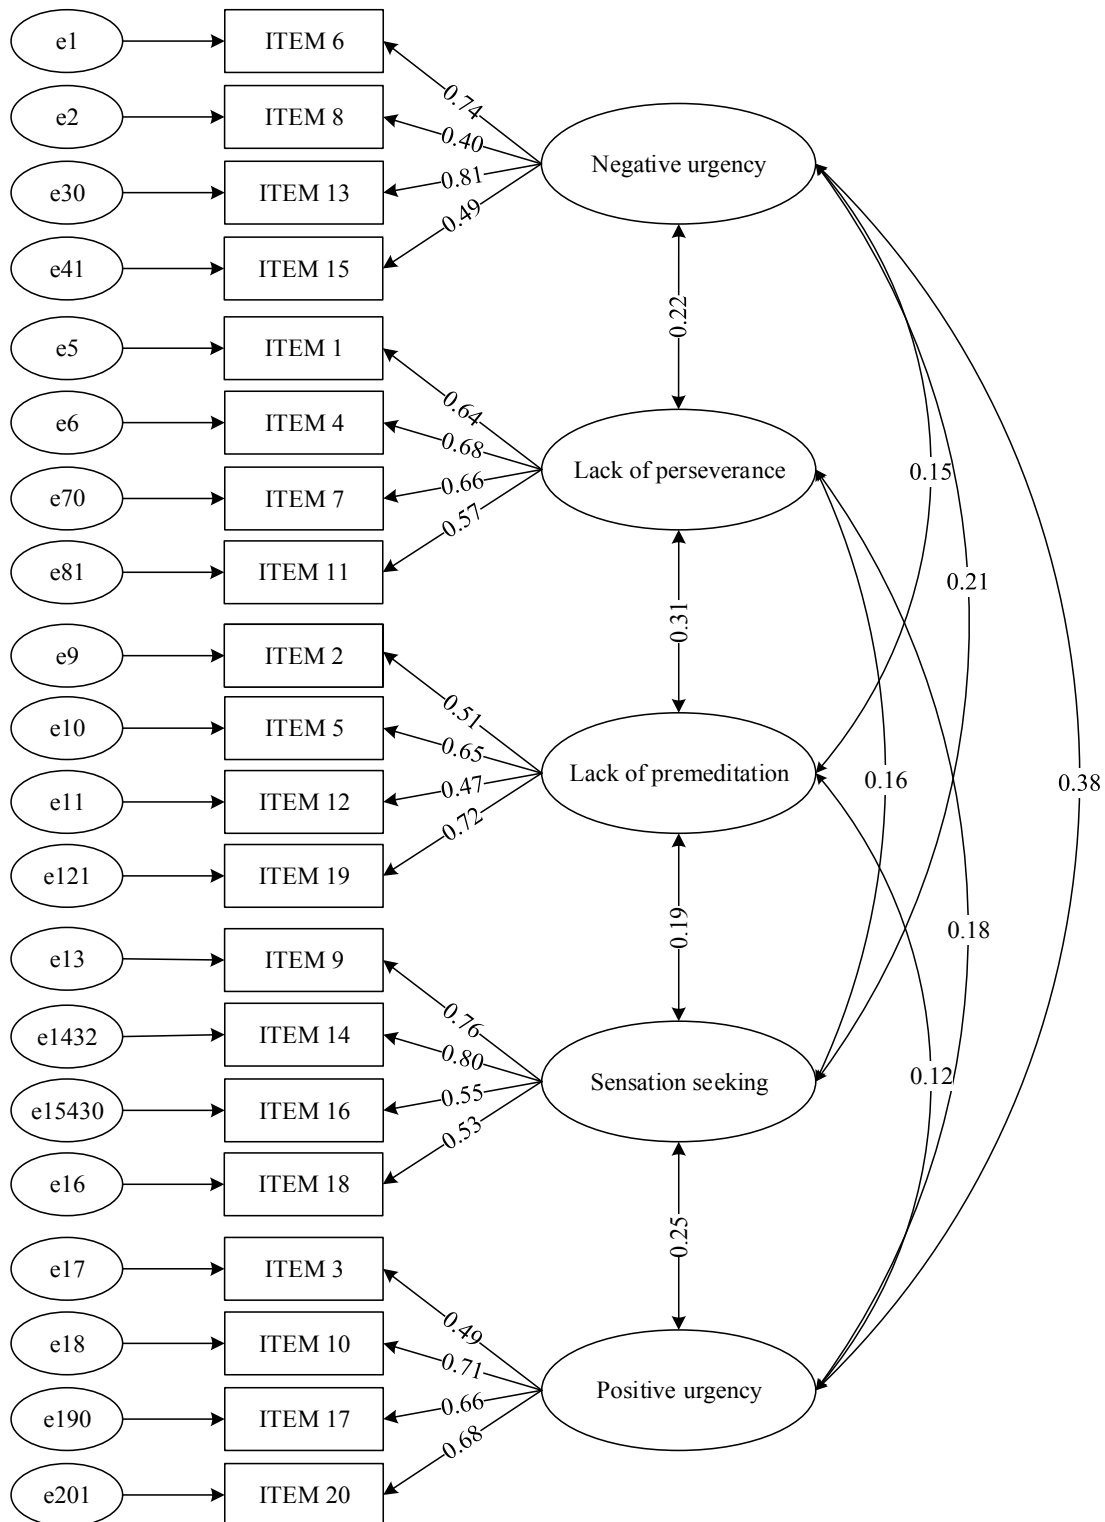 e1
ITEM 6
0.74
e2
ITEM 8
0.40
Negative urgency
e30
ITEM 13
0.81
0.49
e41
ITEM 15
0.22
e5
ITEM 1
0.64
e6
ITEM 4
0.68
Lack of perseverance
0.15
e70
ITEM 7
0.66
0.57
e81
ITEM 11
0.21
0.31
e9
ITEM 2
0.51
e10
ITEM 5
0.65
Lack of premeditation
0.16
0.38
e11
ITEM 12
0.47
0.72
e121
ITEM 19
0.19
0.18
e13
ITEM 9
0.76
e1432
ITEM 14
0.80
Sensation seeking
0.12
e15430
ITEM 16
0.55
0.53
e16
ITEM 18
0.25
e17
ITEM 3
0.49
e18
ITEM 10
0.71
Positive urgency
e190
ITEM 17
0.66
0.68
e201
ITEM 20